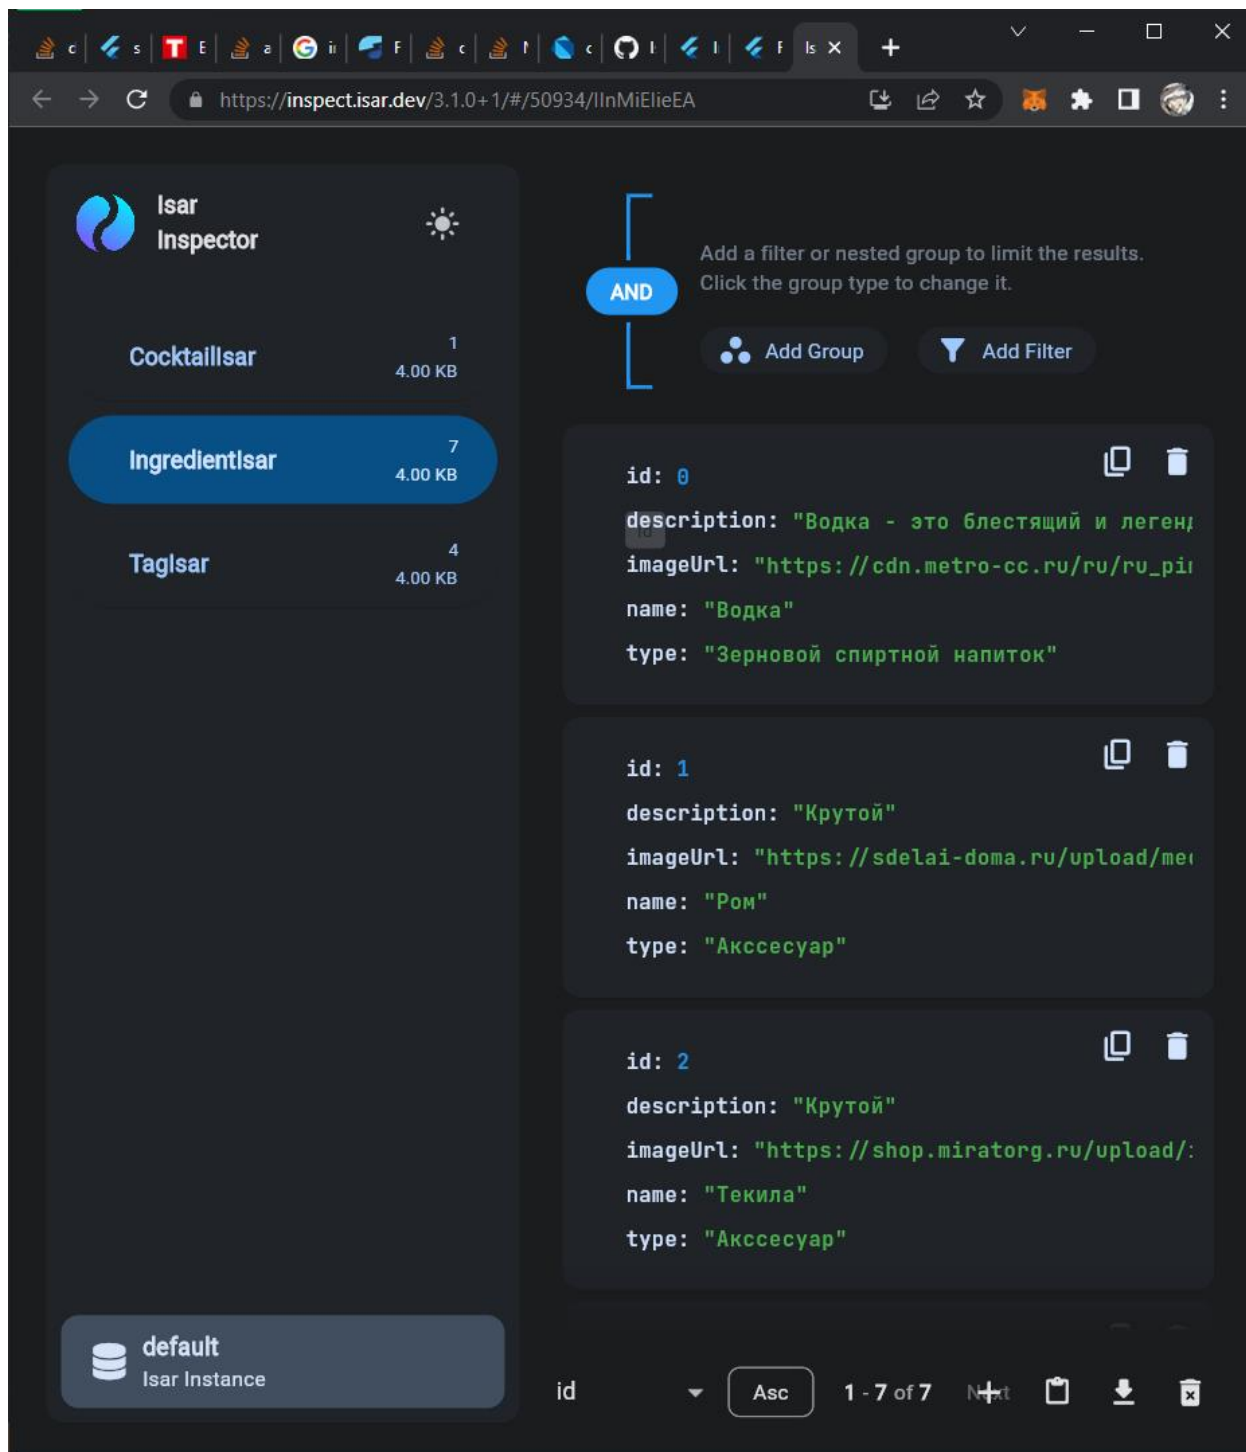 d
s
E
a
F
c
c
F
Is
https://inspect.isar.dev/3.1.0+1/#/50934/IInMiEIieEA
Isar
Inspector
CocktailIsar
1
4.00 KB
IngredientIsar
7
4.00 KB
TagIsar
4
4.00 KB
default
Isar Instance
AND
Add a filter or nested group to limit the results.
Click the group type to change it.
Add Group
Add Filter
id: 0
description: "Водка - это блестящий и леген
id
imageUrl: "https://cdn.metro-cc.ru/ru/ru_pi
name: "Водка"
type: "Зерновой спиртной напиток"
id: 1
description: "Крутой"
imageUrl: "https://sdelai-doma.ru/upload/me
name: "Ром"
type: "Акссесуар"
id: 2
description: "Крутой"
imageUrl: "https://shop.miratorg.ru/upload/
name: "Текила"
type: "Акссесуар"
id
Asc
1 - 7 of 7
Next